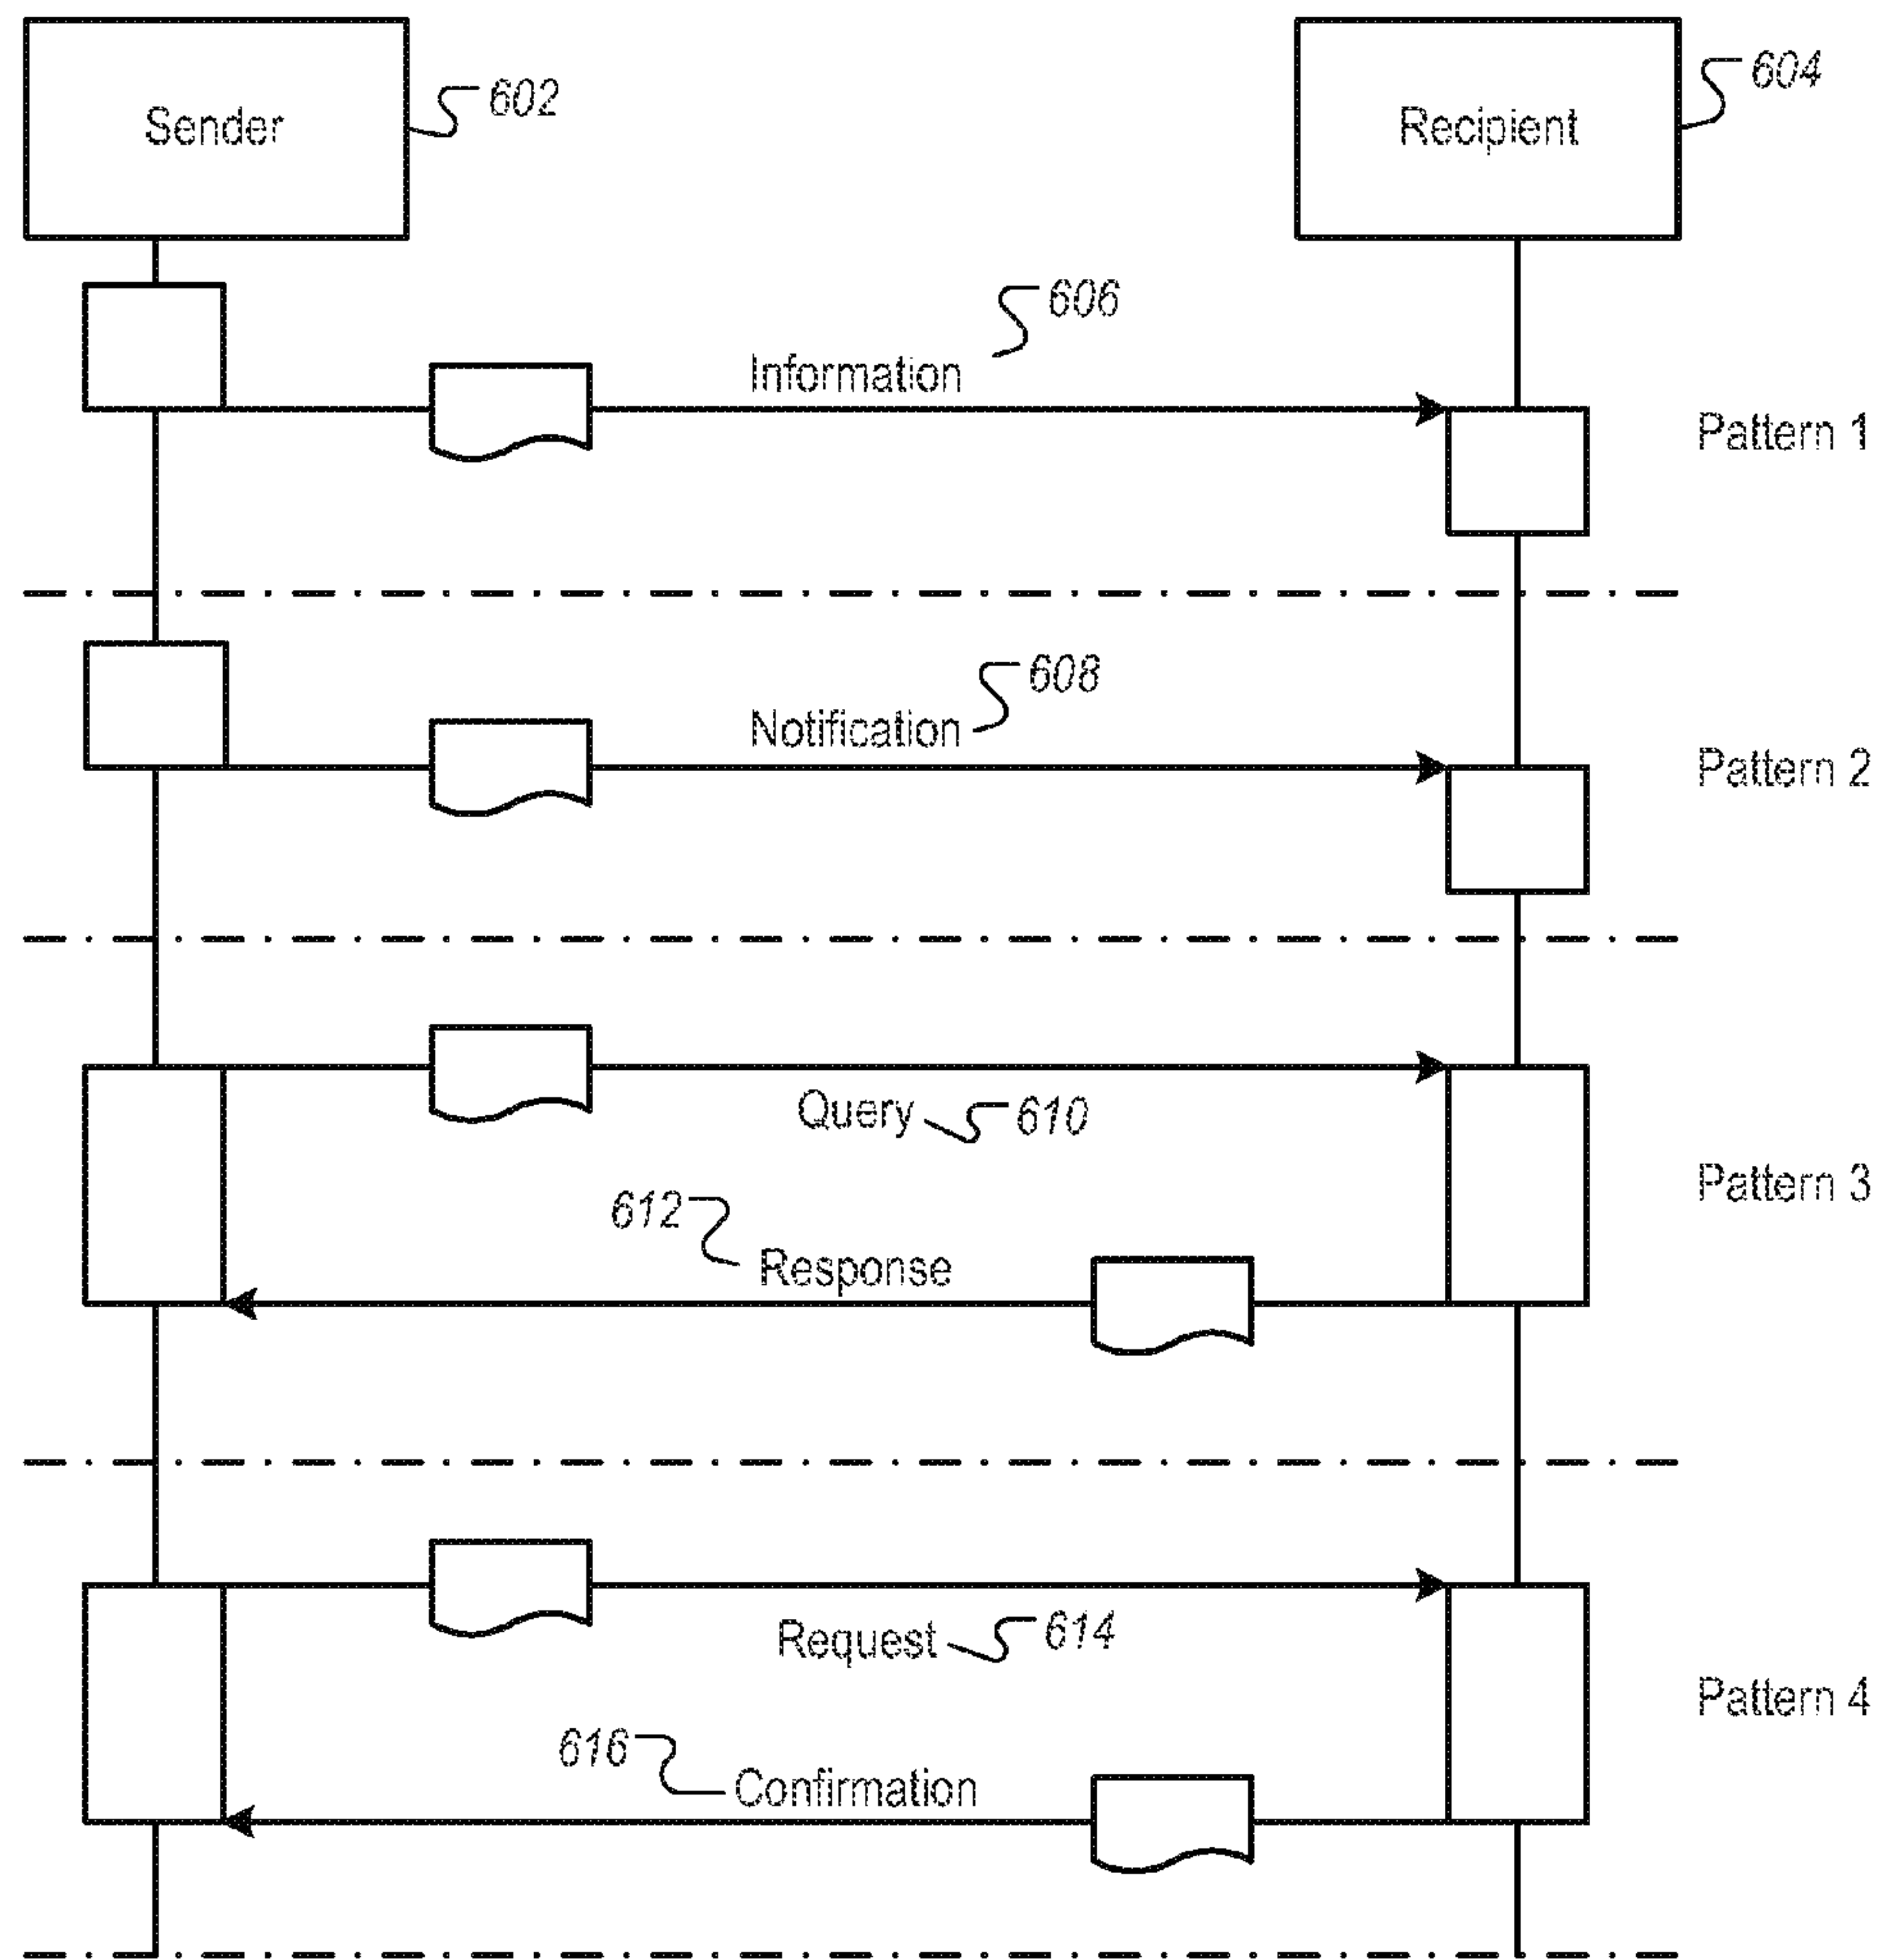 Sender
602
Recipient
604
606
Information
Pattern 1
608
Notification
Pattern 2
Query
610
Pattern 3
612
Response
Request
614
Pattern 4
616
Confirmation